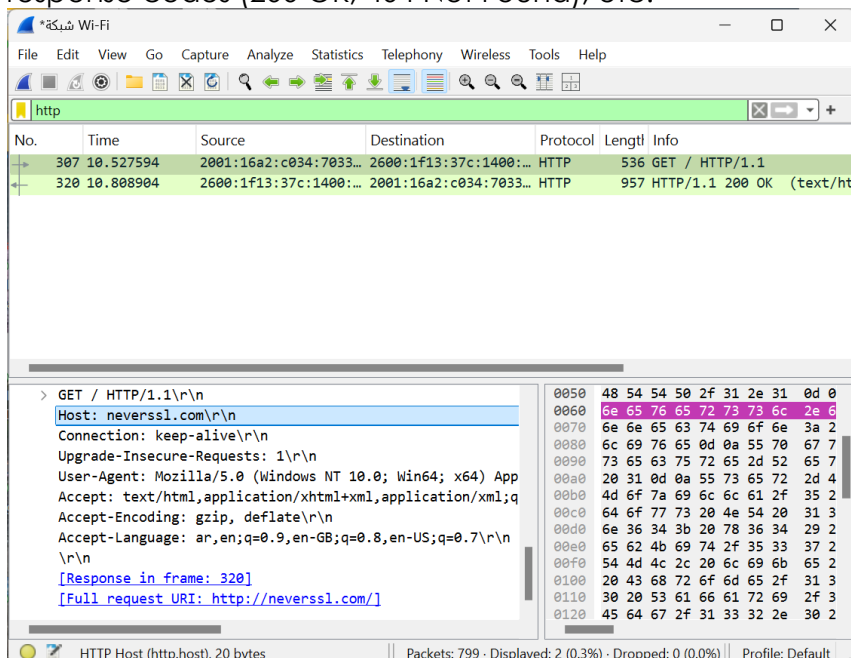 response codes (200 OK, 404 Not Found), etc.
*شبكة Wi-Fi
File Edit View Go Capture Analyze Statistics Telephony Wireless Tools Help
http
No. Time Source Destination Protocol Lengtl Info
307 10.527594 2001:16a2:c034:7033… 2600:1f13:37c:1400:… HTTP 536 GET / HTTP/1.1
320 10.808904 2600:1f13:37c:1400:… 2001:16a2:c034:7033… HTTP 957 HTTP/1.1 200 OK (text/ht
GET / HTTP/1.1\r\n
Host: neverssl.com\r\n
Connection: keep-alive\r\n
Upgrade-Insecure-Requests: 1\r\n
User-Agent: Mozilla/5.0 (Windows NT 10.0; Win64; x64) App
Accept: text/html,application/xhtml+xml,application/xml;q
Accept-Encoding: gzip, deflate\r\n
Accept-Language: ar,en;q=0.9,en-GB;q=0.8,en-US;q=0.7\r\n
\r\n
[Response in frame: 320]
[Full request URI: http://neverssl.com/]
0050 48 54 54 50 2f 31 2e 31 0d 0
0060 6e 65 76 65 72 73 73 6c 2e 6
0070 6e 6e 65 63 74 69 6f 6e 3a 2
0080 6c 69 76 65 0d 0a 55 70 67 7
0090 73 65 63 75 72 65 2d 52 65 7
00a0 20 31 0d 0a 55 73 65 72 2d 4
00b0 4d 6f 7a 69 6c 6c 61 2f 35 2
00c0 64 6f 77 73 20 4e 54 20 31 3
00d0 6e 36 34 3b 20 78 36 34 29 2
00e0 65 62 4b 69 74 2f 35 33 37 2
00f0 54 4d 4c 2c 20 6c 69 6b 65 2
0100 20 43 68 72 6f 6d 65 2f 31 3
0110 30 20 53 61 66 61 72 69 2f 3
0120 45 64 67 2f 31 33 32 2e 30 2
HTTP Host (http.host), 20 bytes
Packets: 799 · Displayed: 2 (0.3%) · Dropped: 0 (0.0%)
Profile: Default